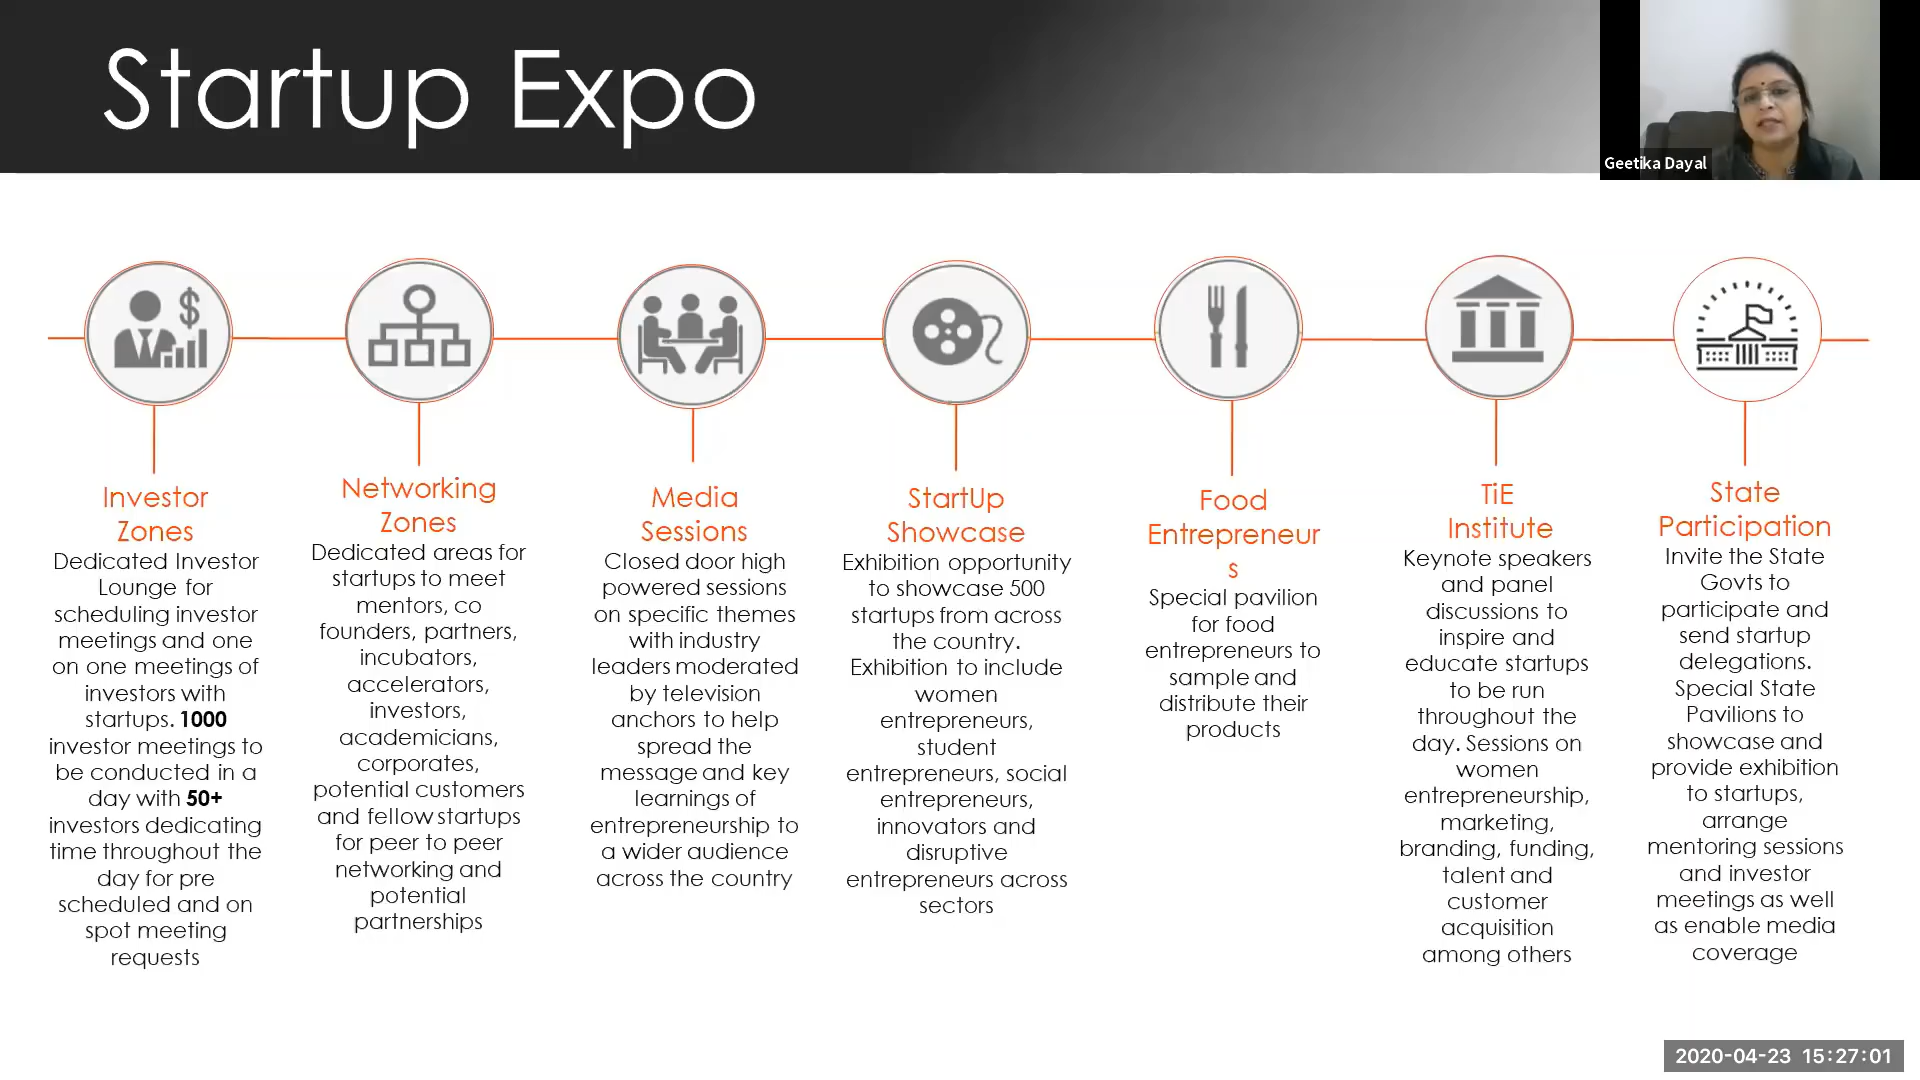 Startup Expo
Geetika Dayal
Investor
Zones
Dedicated Investor
Lounge for
scheduling investor
meetings and one
on one meetings of
investors with
startups. 1000
investor meetings to
be conducted in a
day with 50+
investors dedicating
time throughout the
day for pre
scheduled and on
spot meeting
requests
Networking
Zones
Dedicated areas for
startups to meet
mentors, co
founders, partners,
incubators,
accelerators,
investors,
academicians,
corporates,
potential customers
and fellow startups
for peer to peer
networking and
potential
partnerships
Media
Sessions
Closed door high
powered sessions
on specific themes
with industry
leaders moderated
by television
anchors to help
spread the
message and key
learnings of
entrepreneurship to
a wider audience
across the country
StartUp
Showcase
Exhibition opportunity
to showcase 500
startups from across
the country.
Exhibition to include
women
entrepreneurs,
student
entrepreneurs, social
entrepreneurs,
innovators and
disruptive
entrepreneurs across
sectors
Food
Entrepreneur
s
Special pavilion
for food
entrepreneurs to
sample and
distribute their
products
TiE
Institute
Keynote speakers
and panel
discussions to
inspire and
educate startups
to be run
throughout the
day. Sessions on
women
entrepreneurship,
marketing,
branding, funding,
talent and
customer
acquisition
among others
State
Participation
Invite the State
Govts to
participate and
send startup
delegations.
Special State
Pavilions to
showcase and
provide exhibition
to startups,
arrange
mentoring sessions
and investor
meetings as well
as enable media
coverage
2020-04-23 15:27:01